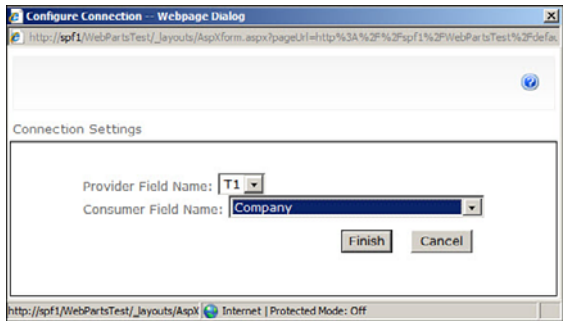 Configure Connection -- Webpage Dialog
http://spf1/WebPartsTest/_layouts/AspXform.aspx?pageUrl=http%3A%2F%2Fspf1%2FWebPartsTest%2Fdefau
Connection Settings
Provider Field Name: T1
Consumer Field Name: Company
Finish Cancel
http://spf1/WebPartsTest/_layouts/AspX Internet | Protected Mode: Off